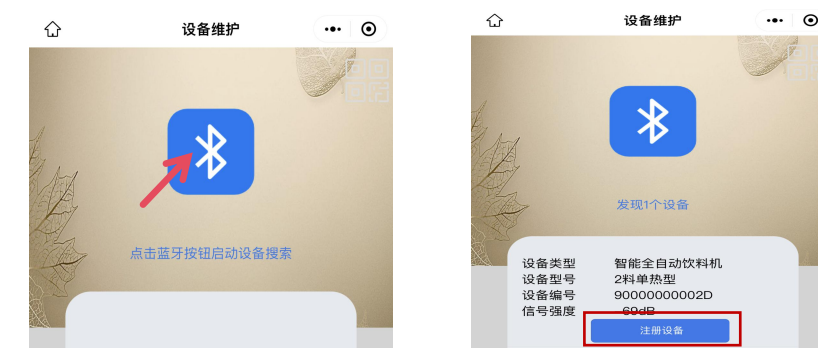 设备维护
点击蓝牙按钮启动设备搜索
设备维护
发现1个设备
设备类型 智能全自动饮料机
设备型号 2料单热型
设备编号 90000000002D
信号强度 -69dB
注册设备